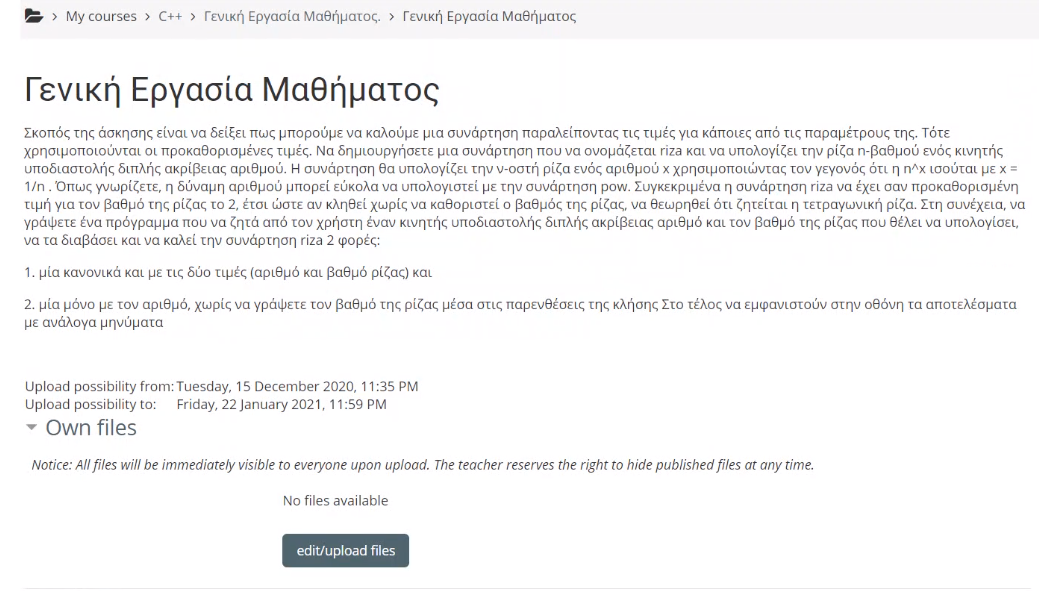 > My courses > C++ > Γενική Εργασία Μαθήματος. > Γενική Εργασία Μαθήματος
Γενική Εργασία Μαθήματος
Σκοπός της άσκησης είναι να δείξει πως μπορούμε να καλούμε μια συνάρτηση παραλείποντας τις τιμές για κάποιες από τις παραμέτρους της. Τότε
χρησιμοποιούνται οι προκαθορισμένες τιμές. Να δημιουργήσετε μια συνάρτηση που να ονομάζεται riza και να υπολογίζει την ρίζα n-βαθμού ενός κινητής
υποδιαστολής διπλής ακρίβειας αριθμού. Η συνάρτηση θα υπολογίζει την ν-οστή ρίζα ενός αριθμού x χρησιμοποιώντας τον γεγονός ότι η n^x ισούται με x =
1/n . Όπως γνωρίζετε, η δύναμη αριθμού μπορεί εύκολα να υπολογιστεί με την συνάρτηση pow. Συγκεκριμένα η συνάρτηση riza να έχει σαν προκαθορισμένη
τιμή για τον βαθμό της ρίζας το 2, έτσι ώστε αν κληθεί χωρίς να καθοριστεί ο βαθμός της ρίζας, να θεωρηθεί ότι ζητείται η τετραγωνική ρίζα. Στη συνέχεια, να
γράψετε ένα πρόγραμμα που να ζητά από τον χρήστη έναν κινητής υποδιαστολής διπλής ακρίβειας αριθμό και τον βαθμό της ρίζας που θέλει να υπολογίσει,
να τα διαβάσει και να καλεί την συνάρτηση riza 2 φορές:
1. μία κανονικά και με τις δύο τιμές (αριθμό και βαθμό ρίζας) και
2. μία μόνο με τον αριθμό, χωρίς να γράψετε τον βαθμό της ρίζας μέσα στις παρενθέσεις της κλήσης Στο τέλος να εμφανιστούν στην οθόνη τα αποτελέσματα
με ανάλογα μηνύματα
Upload possibility from: Tuesday, 15 December 2020, 11:35 PM
Upload possibility to: Friday, 22 January 2021, 11:59 PM
Own files
Notice: All files will be immediately visible to everyone upon upload. The teacher reserves the right to hide published files at any time.
No files available
edit/upload files